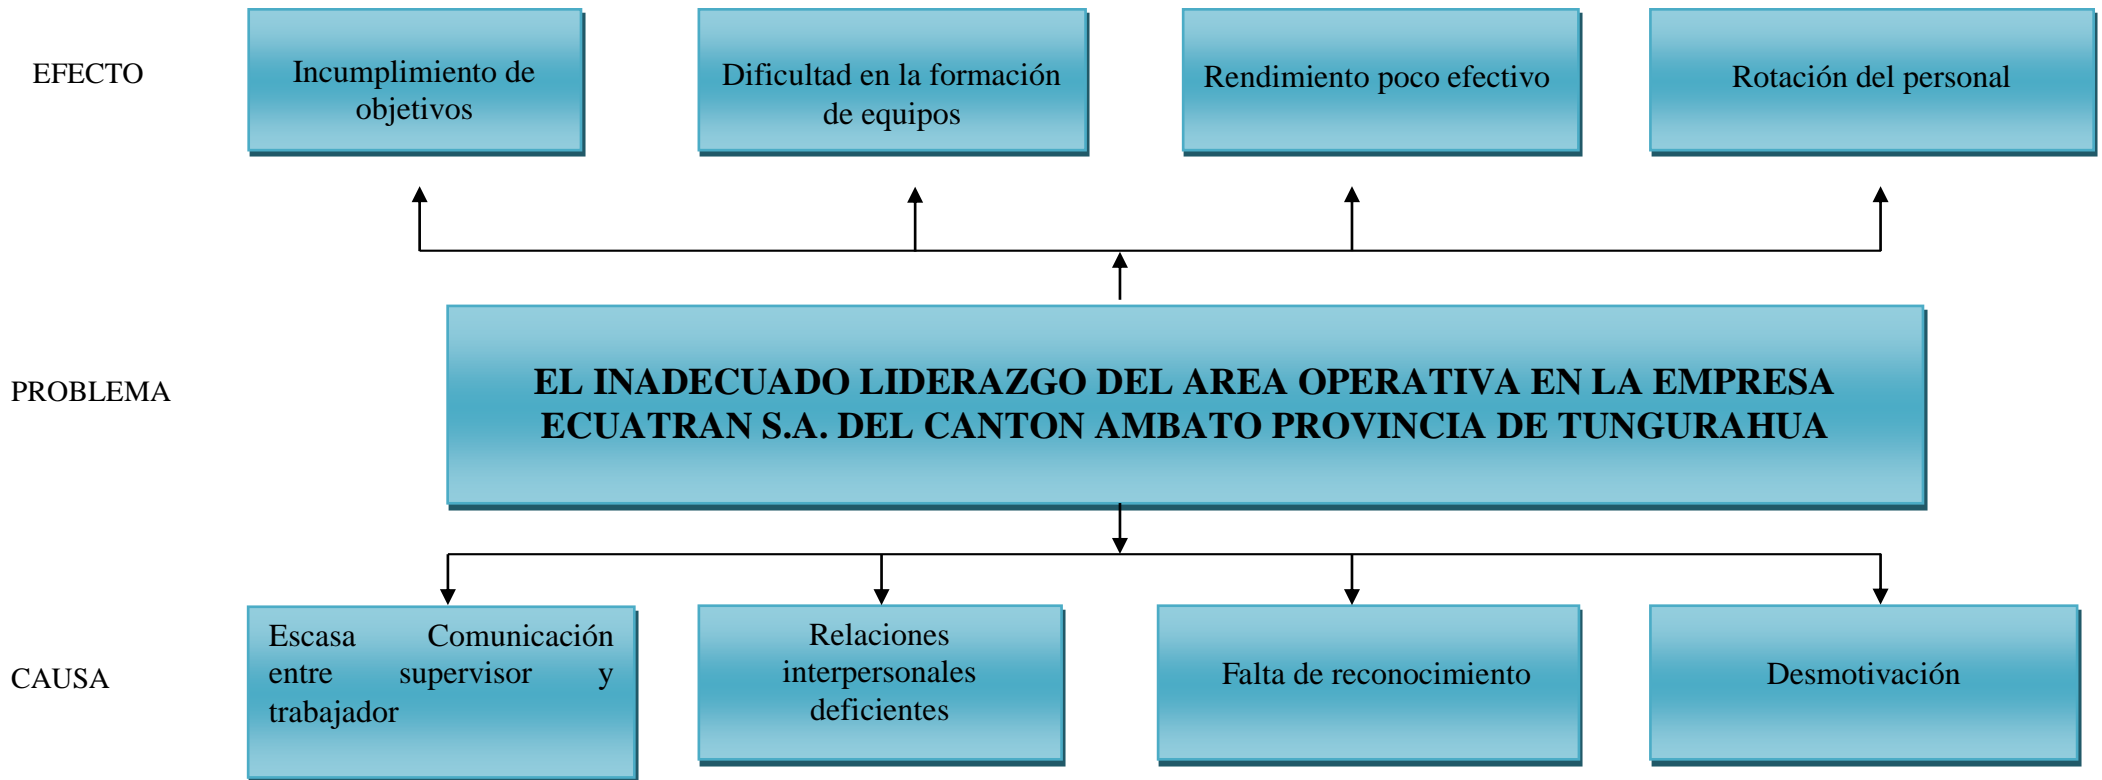 EFECTO
Incumplimiento de
objetivos
Dificultad en la formación
de equipos
Rendimiento poco efectivo
Rotación del personal
PROBLEMA
EL INADECUADO LIDERAZGO DEL AREA OPERATIVA EN LA EMPRESA
ECUATRAN S.A. DEL CANTON AMBATO PROVINCIA DE TUNGURAHUA
CAUSA
Escasa Comunicación
entre supervisor y
trabajador
Relaciones
interpersonales
deficientes
Falta de reconocimiento
Desmotivación